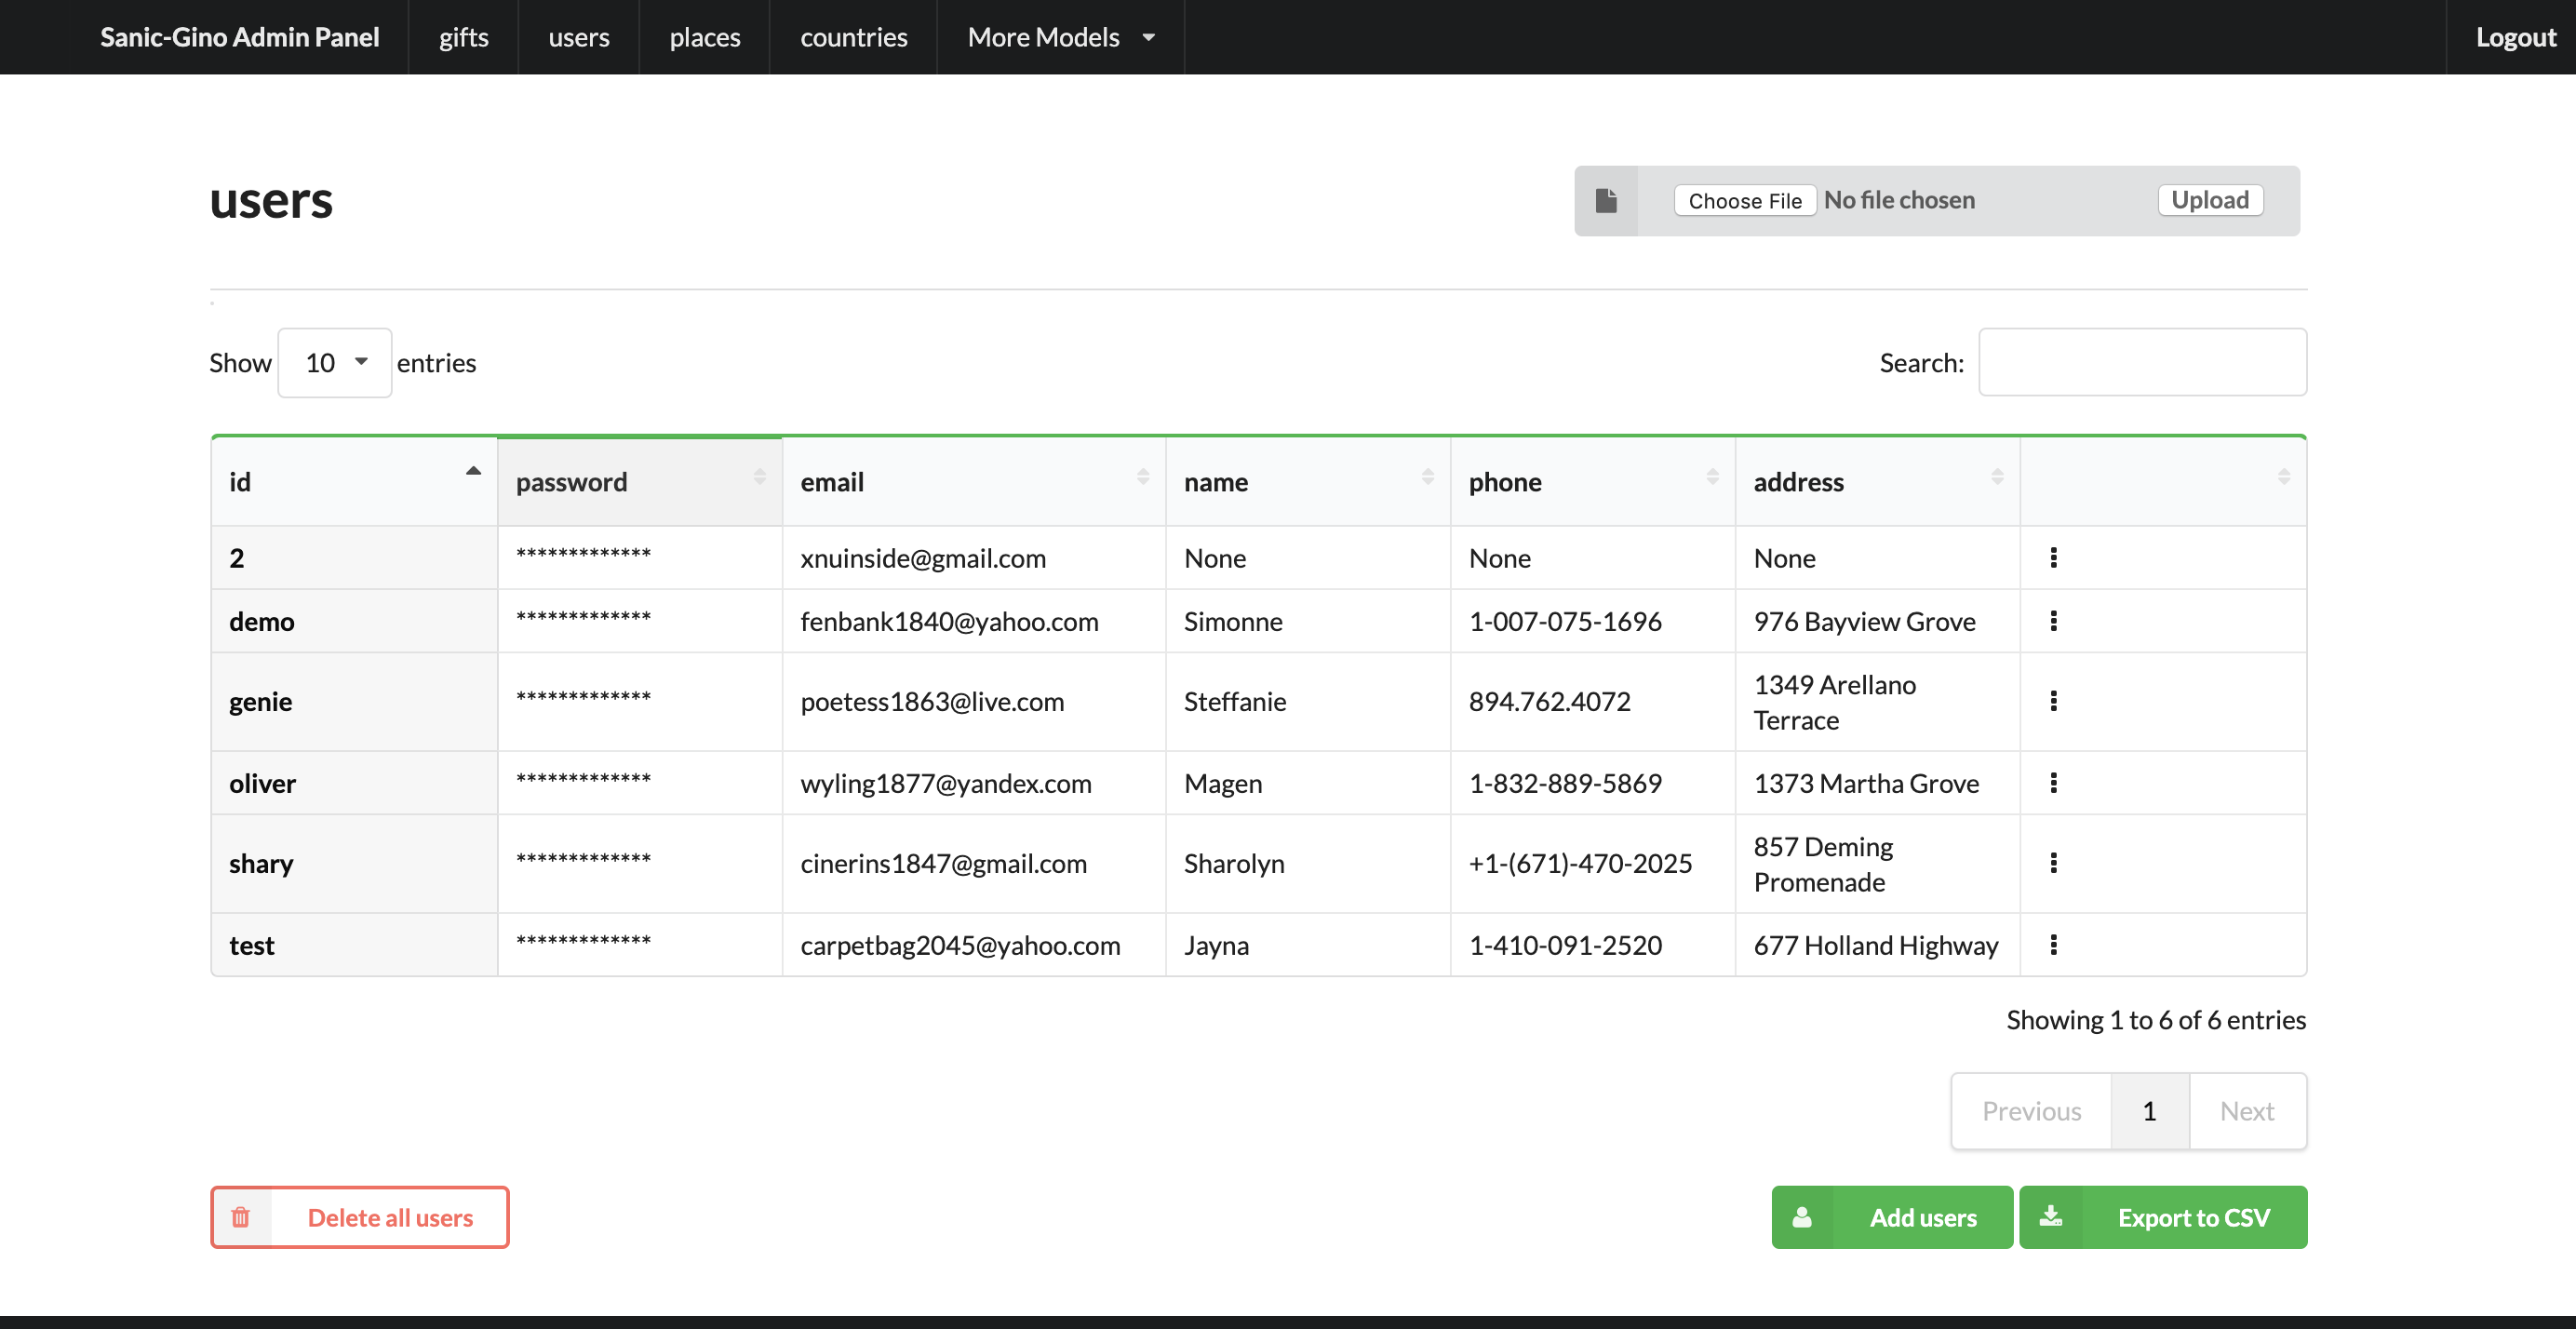 Sanic-Gino Admin Panel gifts users places countries More Models Logout
users
Choose File No file chosen Upload
Show 10 entries Search:
id password email name phone address
2 ************* xnuinside@gmail.com None None None
demo ************* fenbank1840@yahoo.com Simonne 1-007-075-1696 976 Bayview Grove
genie ************* poetess1863@live.com Steffanie 894.762.4072 1349 Arellano
Terrace
oliver ************* wyling1877@yandex.com Magen 1-832-889-5869 1373 Martha Grove
shary ************* cinerins1847@gmail.com Sharolyn +1-(671)-470-2025 857 Deming
Promenade
test ************* carpetbag2045@yahoo.com Jayna 1-410-091-2520 677 Holland Highway
Showing 1 to 6 of 6 entries
Previous 1 Next
Delete all users Add users Export to CSV